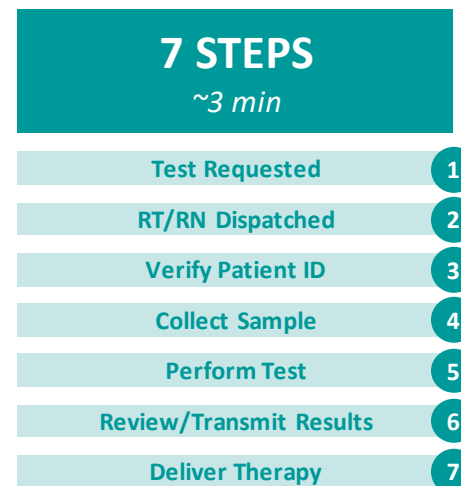 7 STEPS
~3 min
Test Requested 1
RT/RN Dispatched 2
Verify Patient ID 3
Collect Sample 4
Perform Test 5
Review/Transmit Results 6
Deliver Therapy 7